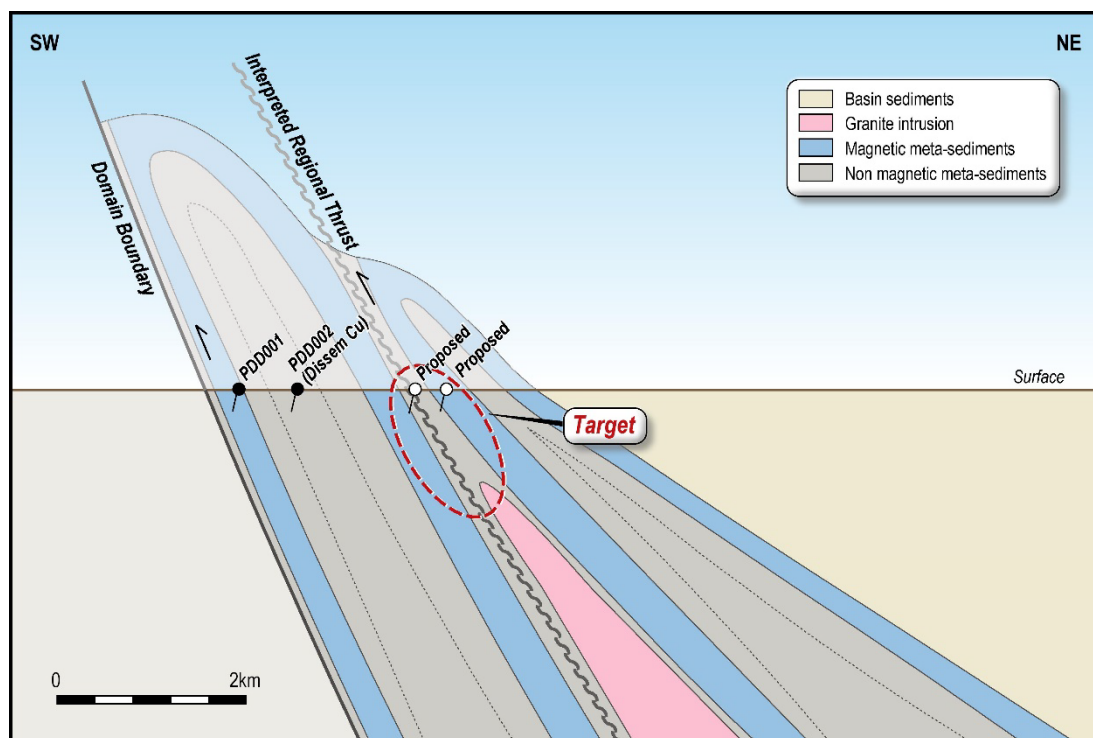 SW
NE
Basin sediments
Granite intrusion
Magnetic meta-sediments
Non magnetic meta-sediments
Interpreted Regional Thrust
Domain Boundary
PDD001
PDD002
(Dissem Cu)
Proposed
Proposed
Surface
Target
0
2km